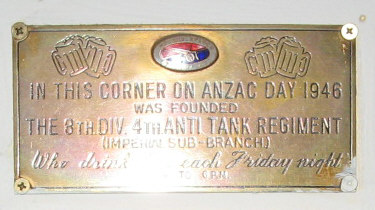 IN THIS CORNER ON ANZAC DAY 1946
WAS FOUNDED
THE 8TH. DIV. 4TH ANTI TANK REGIMENT
(IMPERIAL SUB-BRANCH)
Who drink each Friday night
TO